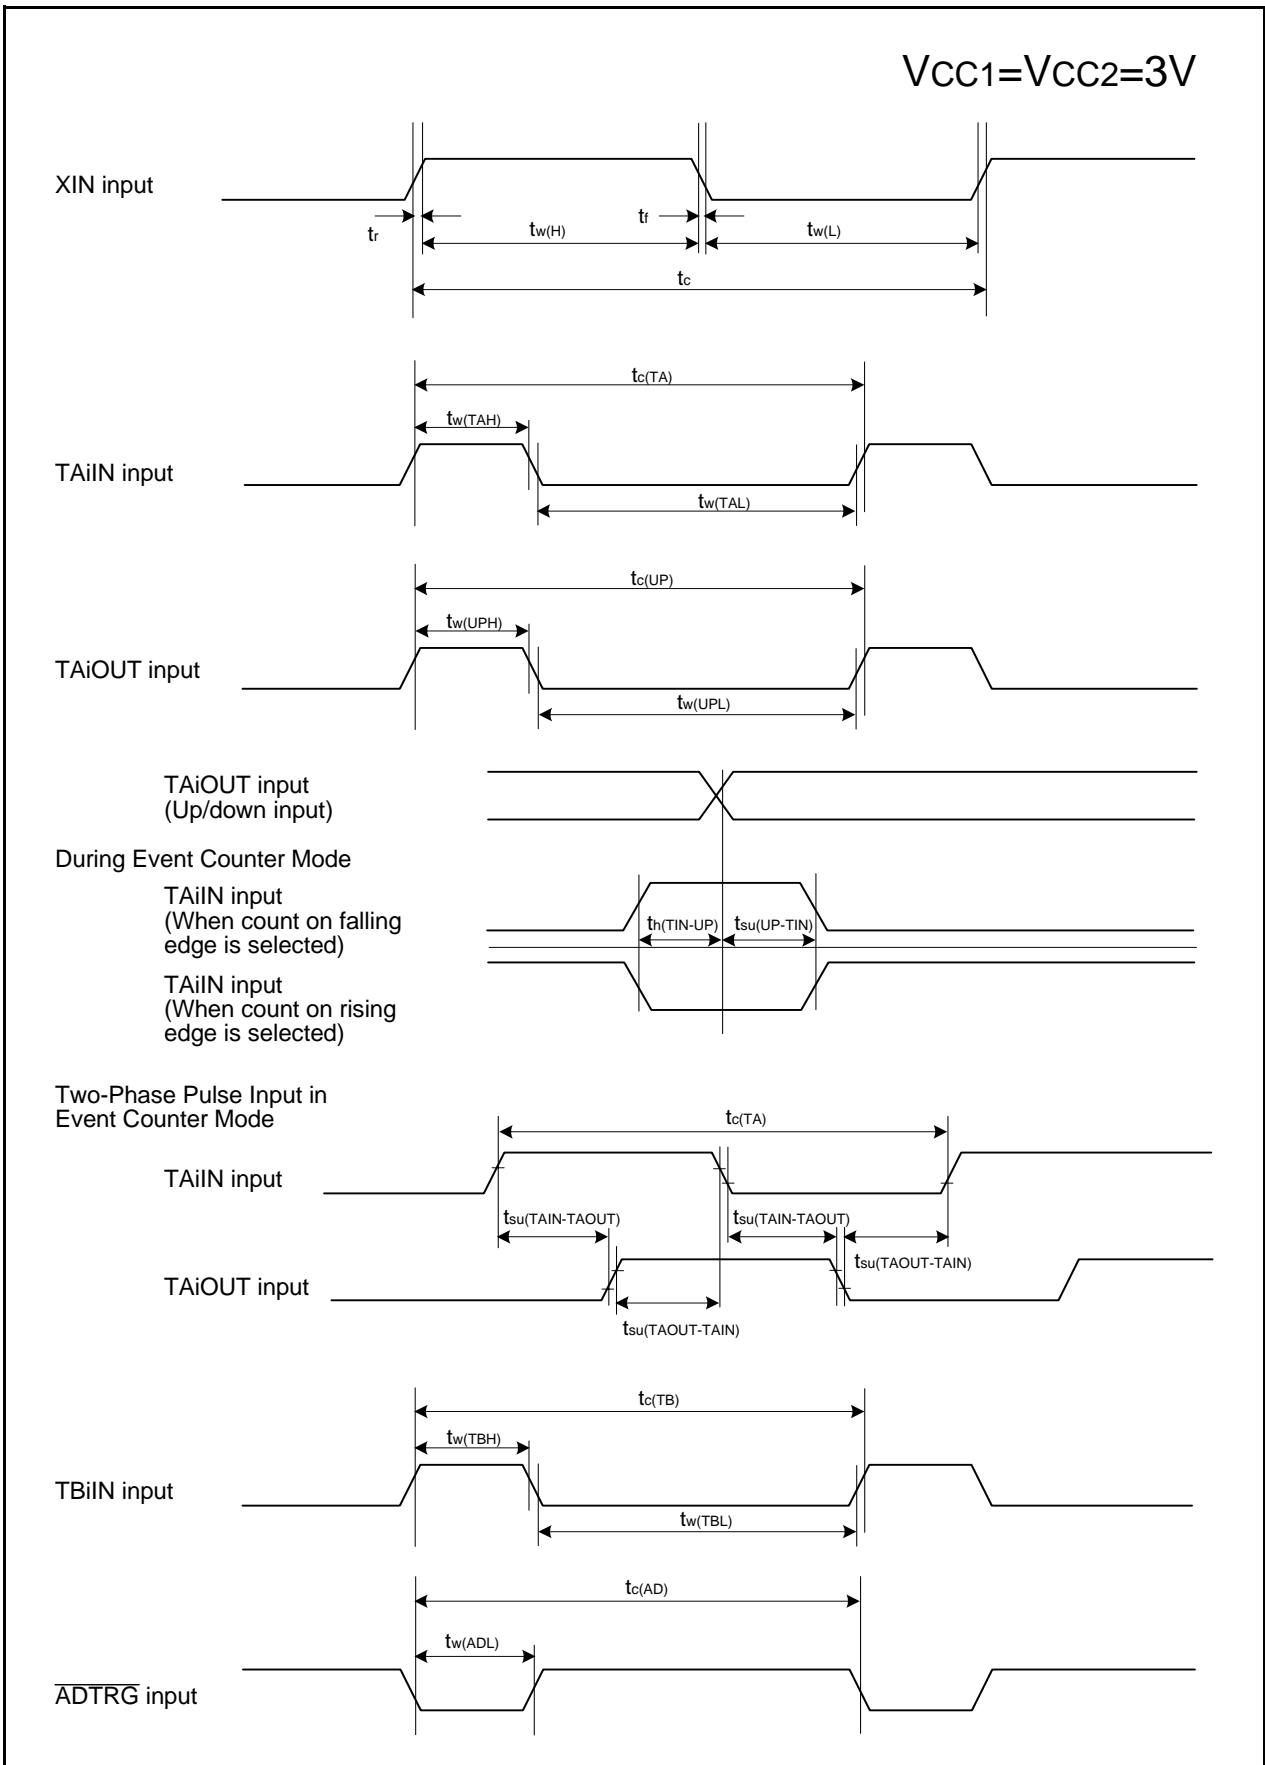 VCC1=VCC2=3V
XIN input
tr
tw(H)
tf
tw(L)
tc
tc(TA)
tw(TAH)
TAiIN input
tw(TAL)
tc(UP)
tw(UPH)
TAiOUT input
tw(UPL)
TAiOUT input
(Up/down input)
During Event Counter Mode
TAiIN input
(When count on falling
edge is selected)
th(TIN-UP)
tsu(UP-TIN)
TAiIN input
(When count on rising
edge is selected)
Two-Phase Pulse Input in
Event Counter Mode
tc(TA)
TAiIN input
tsu(TAIN-TAOUT)
tsu(TAIN-TAOUT)
tsu(TAOUT-TAIN)
TAiOUT input
tsu(TAOUT-TAIN)
tc(TB)
tw(TBH)
TBiIN input
tw(TBL)
tc(AD)
tw(ADL)
ADTRG input